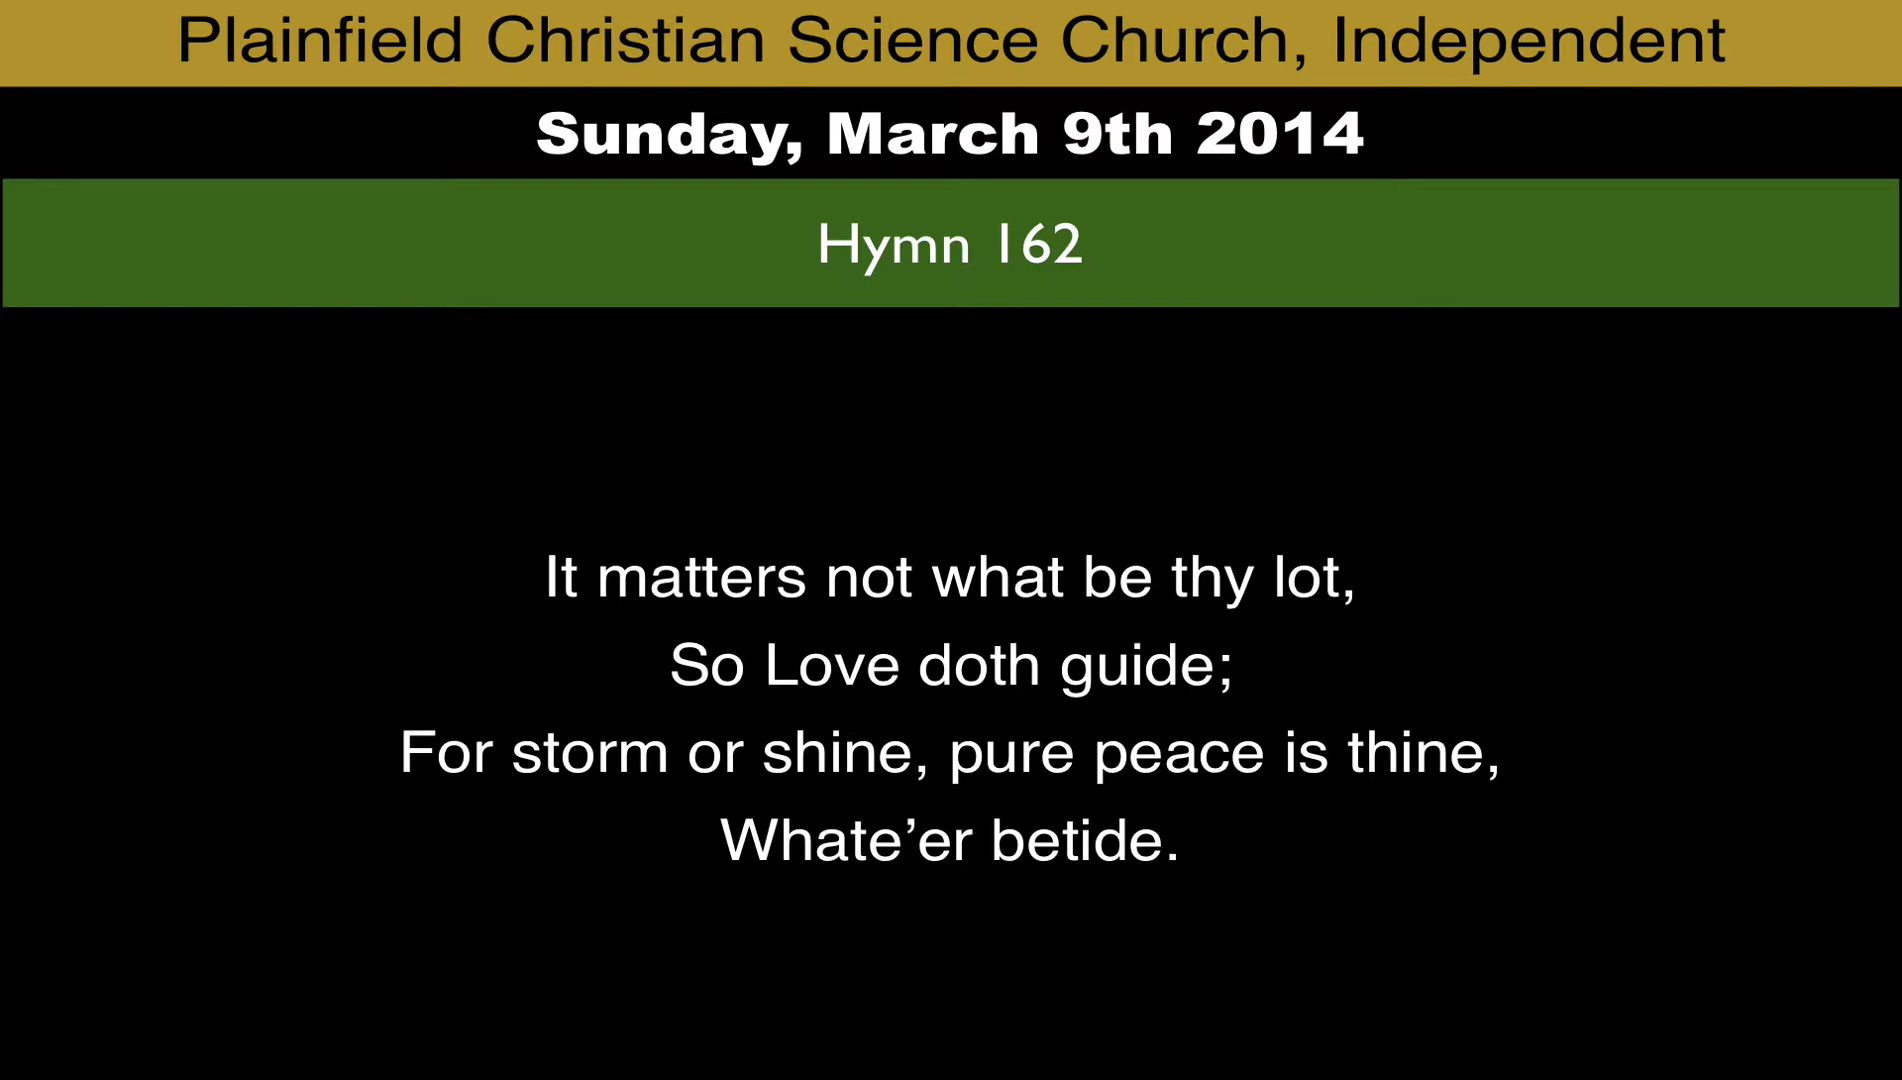 Plainfield Christian Science Church, Independent
Sunday, March 9th 2014
Hymn 162
It matters not what be thy lot,
So Love doth guide;
For storm or shine, pure peace is thine,
Whate’er betide.